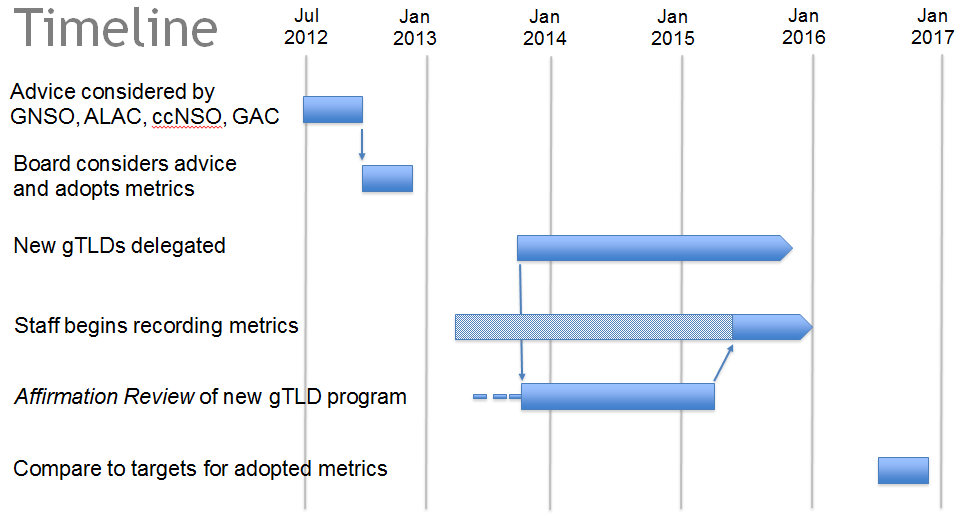 Timeline
Jul
2012
Jan
2013
Jan
2014
Jan
2015
Jan
2016
Jan
2017
Advice considered by
GNSO, ALAC, ccNSO, GAC
Board considers advice
and adopts metrics
New gTLDs delegated
Staff begins recording metrics
Affirmation Review of new gTLD program
Compare to targets for adopted metrics